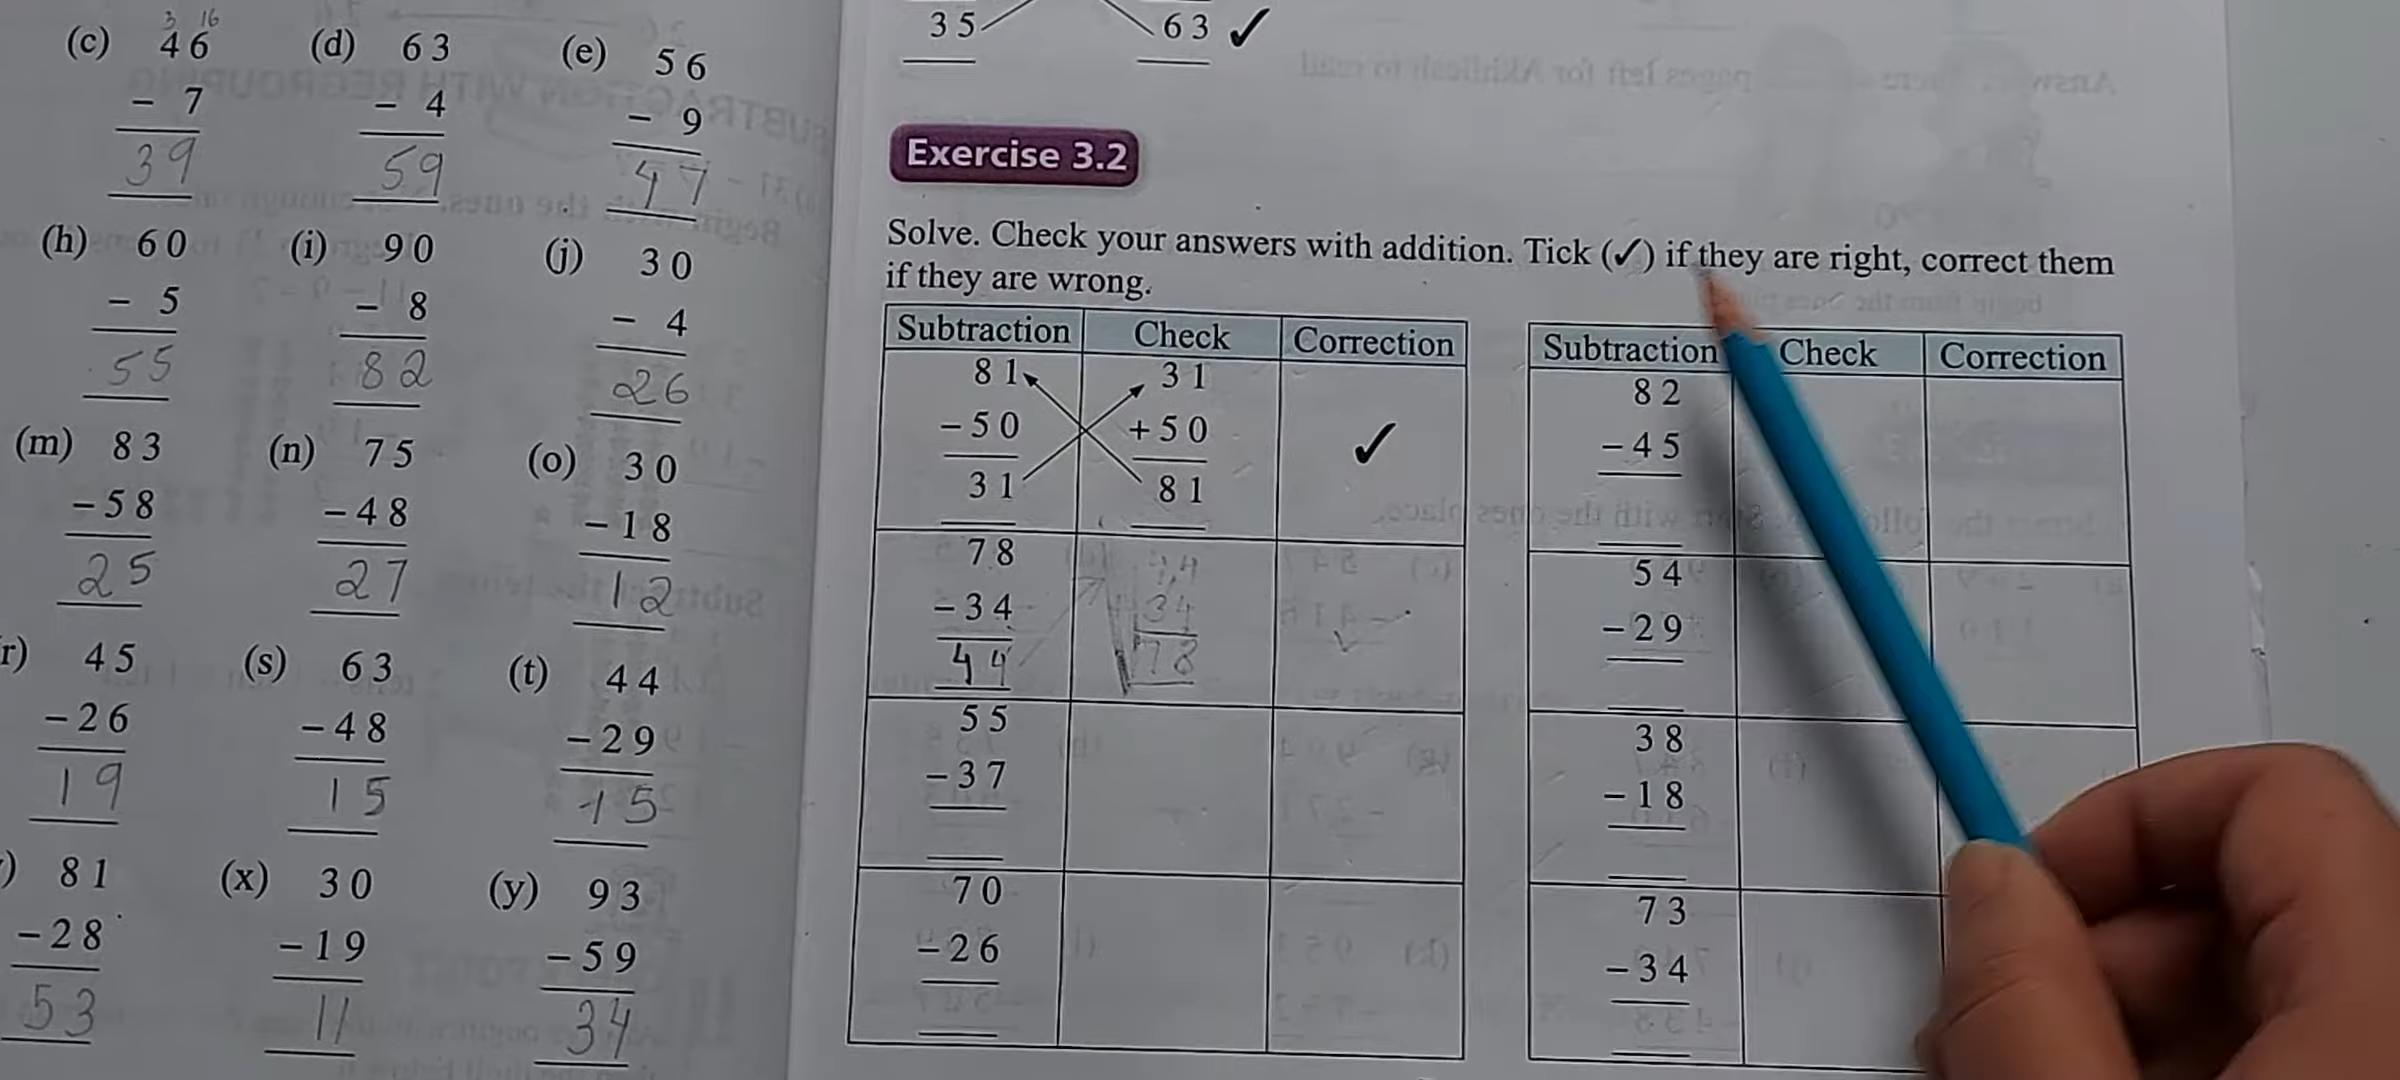 3 16
(c) 46 (d) 63 (e) 56
- 7 - 4 - 9
39 59 47
(h) 60 (i) 90 (j) 30
- 5 - 8 - 4
55 82 26
(m) 83 (n) 75 (o) 30
-58 -48 -18
25 27 12
r) 45 (s) 63 (t) 44
-26 -48 -29
19 15 15
) 81 (x) 30 (y) 93
-28 -19 -59
53 11 34
35 63 ✓
Exercise 3.2
Solve. Check your answers with addition. Tick (✓) if they are right, correct them
if they are wrong.
Subtraction Check Correction
81 31
-50 +50 ✓
31 81
78 44
-34 34 ✓
44 78
55
-37
70
-26
Subtraction Check Correction
82
-45
54
-29
38
-18
73
-34